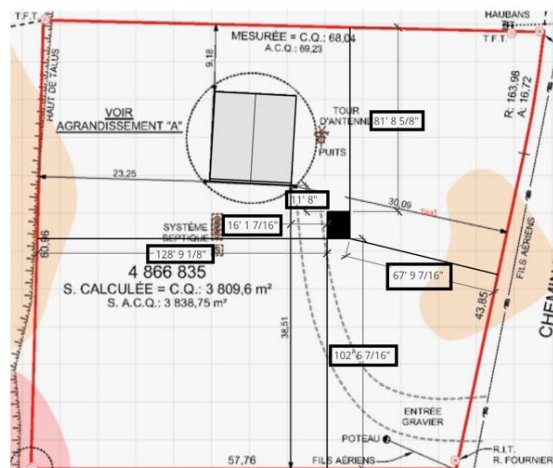 T.F.T.
HAUBANS
T.F.T.
MESURÉE = C.Q.: 68,04
A.C.Q.: 69,23
R: 163,98
A: 16,72
9,18
HAUT DE TALUS
VOIR
AGRANDISSEMENT "A"
TOUR
D'ANTENNE
81' 8 5/8"
PUITS
23,25
11' 8"
30,09
Text
FILS AÉRIENS
SYSTÈME
SEPTIQUE
16' 1 7/16"
128' 9 1/8"
60,96
4 866 835
S. CALCULÉE = C.Q.: 3 809,6 m²
S. A.C.Q.: 3 838,75 m²
67' 9 7/16"
43,85
CHEMIN
38,51
102' 6 7/16"
ENTRÉE
GRAVIER
POTEAU
FILS AÉRIENS
57,76
R.I.T.
R. FOURNIER